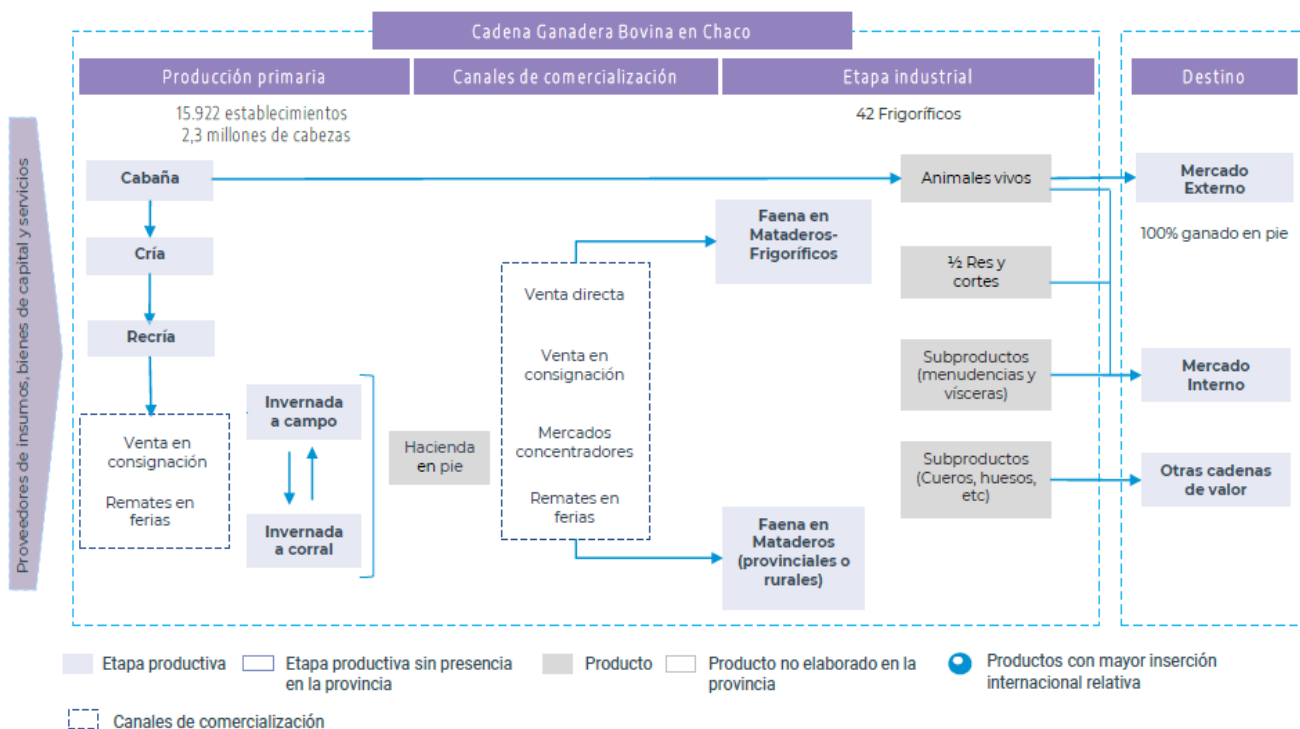 Cadena Ganadera Bovina en Chaco
Producción primaria
Canales de comercialización
Etapa industrial
Destino
15.922 establecimientos
2,3 millones de cabezas
42 Frigoríficos
Proveedores de insumos, bienes de capital y servicios
Cabaña
Cría
Recría
Venta en
consignación
Remates en
ferias
Invernada
a campo
Invernada
a corral
Hacienda
en pie
Venta directa
Venta en
consignación
Mercados
concentradores
Remates en
ferias
Faena en
Mataderos-
Frigoríficos
Faena en
Mataderos
(provinciales o
rurales)
Animales vivos
½ Res y
cortes
Subproductos
(menudencias y
vísceras)
Subproductos
(Cueros, huesos,
etc)
Mercado
Externo
100% ganado en pie
Mercado
Interno
Otras cadenas
de valor
Etapa productiva
Etapa productiva sin presencia
en la provincia
Producto
Producto no elaborado en la
provincia
Productos con mayor inserción
internacional relativa
Canales de comercialización